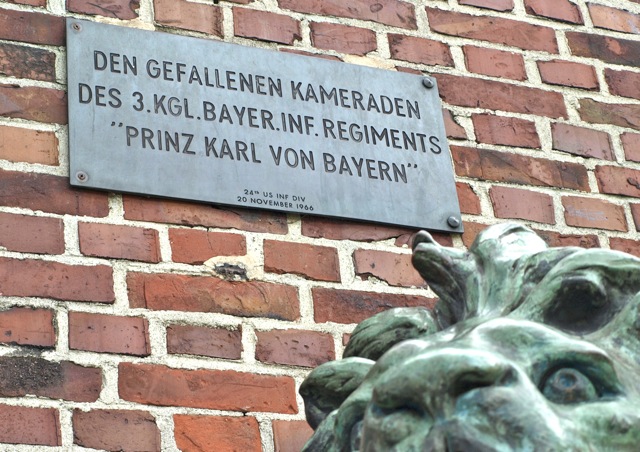 DEN GEFALLENEN KAMERADEN
DES 3.KGL.BAYER.INF.REGIMENTS
"PRINZ KARL VON BAYERN"
24TH US INF DIV
20 NOVEMBER 1966